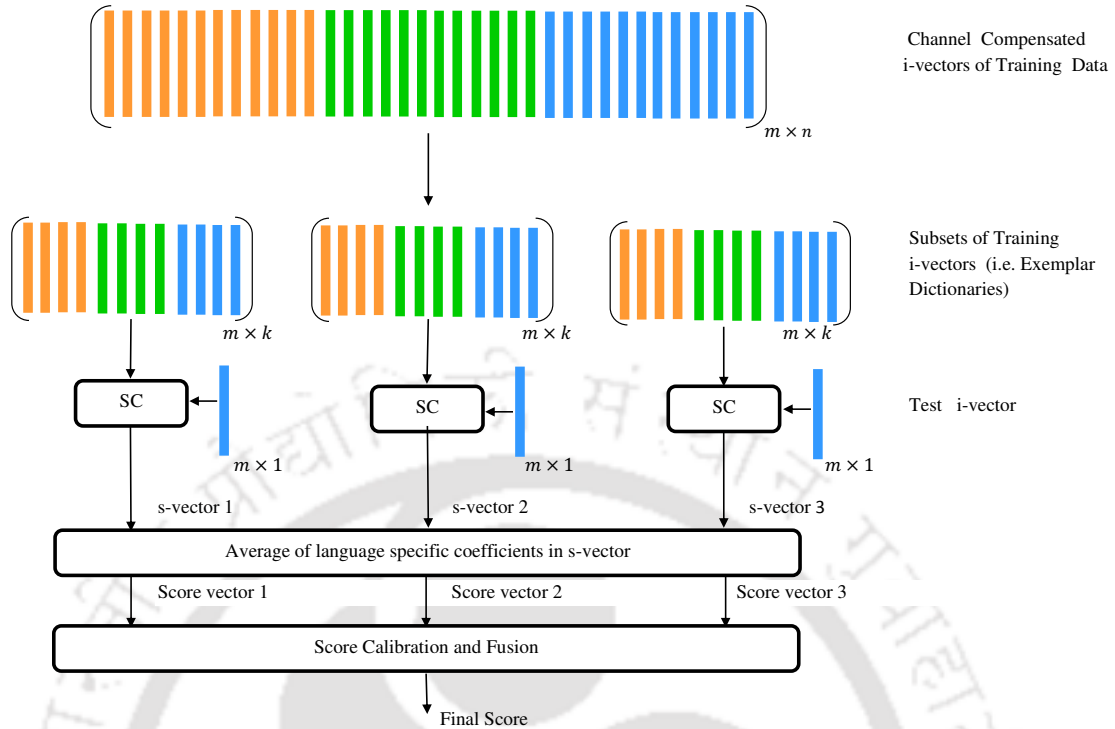 Channel Compensated
i-vectors of Training Data
m × n
Subsets of Training
i-vectors (i.e. Exemplar
Dictionaries)
m × k
m × k
m × k
SC
SC
SC
Test i-vector
m × 1
m × 1
m × 1
s-vector 1
s-vector 2
s-vector 3
Average of language specific coefficients in s-vector
Score vector 1
Score vector 2
Score vector 3
Score Calibration and Fusion
Final Score